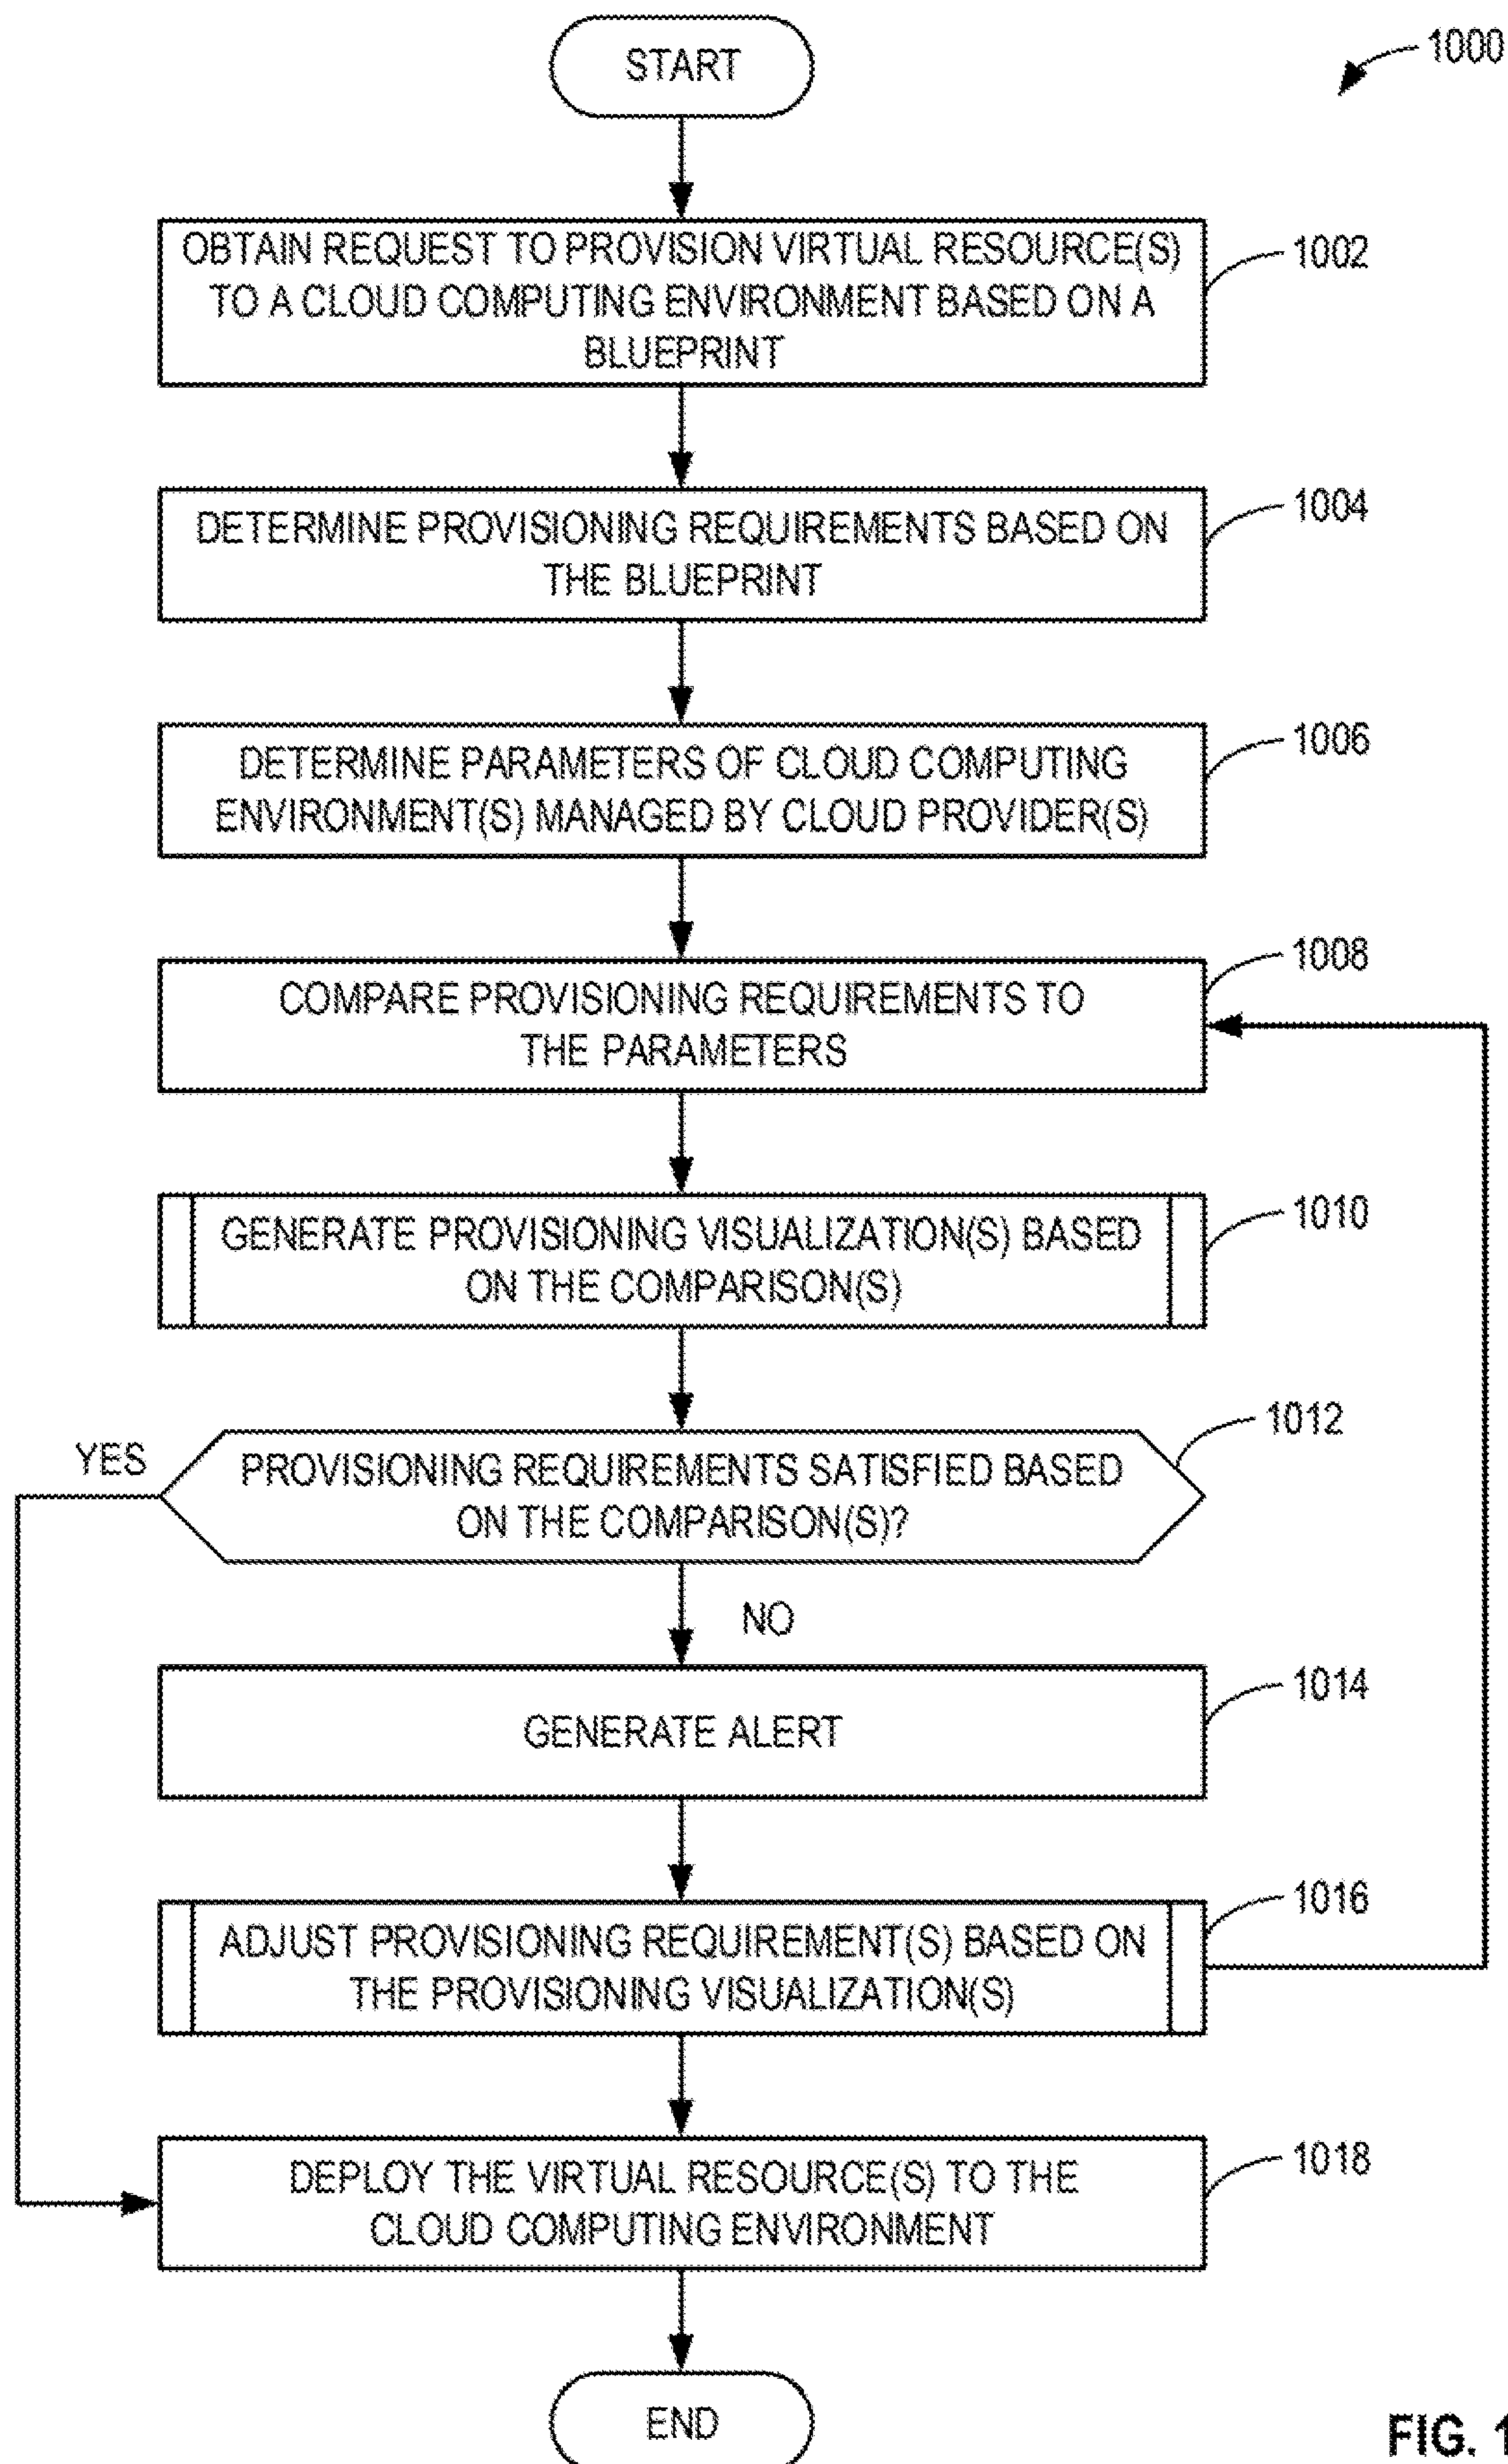 START
1000
OBTAIN REQUEST TO PROVISION VIRTUAL RESOURCE(S)
TO A CLOUD COMPUTING ENVIRONMENT BASED ON A
BLUEPRINT
1002
DETERMINE PROVISIONING REQUIREMENTS BASED ON
THE BLUEPRINT
1004
DETERMINE PARAMETERS OF CLOUD COMPUTING
ENVIRONMENT(S) MANAGED BY CLOUD PROVIDER(S)
1006
COMPARE PROVISIONING REQUIREMENTS TO
THE PARAMETERS
1008
GENERATE PROVISIONING VISUALIZATION(S) BASED
ON THE COMPARISON(S)
1010
YES
PROVISIONING REQUIREMENTS SATISFIED BASED
ON THE COMPARISON(S)?
1012
NO
GENERATE ALERT
1014
ADJUST PROVISIONING REQUIREMENT(S) BASED ON
THE PROVISIONING VISUALIZATION(S)
1016
DEPLOY THE VIRTUAL RESOURCE(S) TO THE
CLOUD COMPUTING ENVIRONMENT
1018
END
FIG. 1